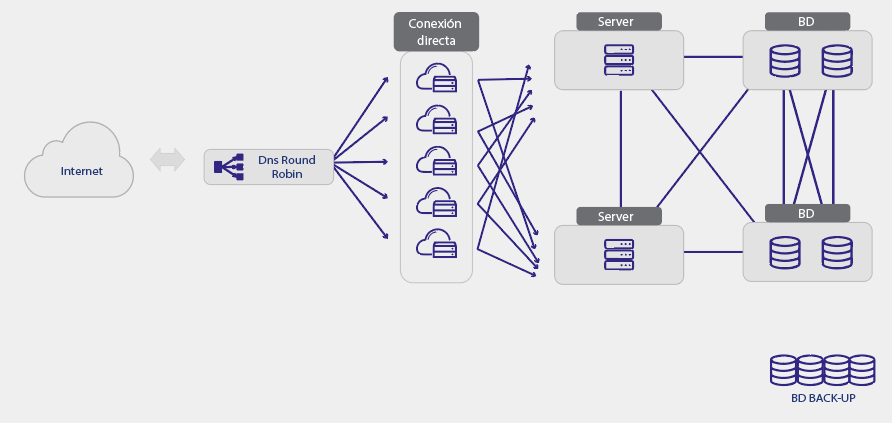 Internet
Dns Round
Robin
Conexión
directa
Server
BD
Server
BD
BD BACK-UP